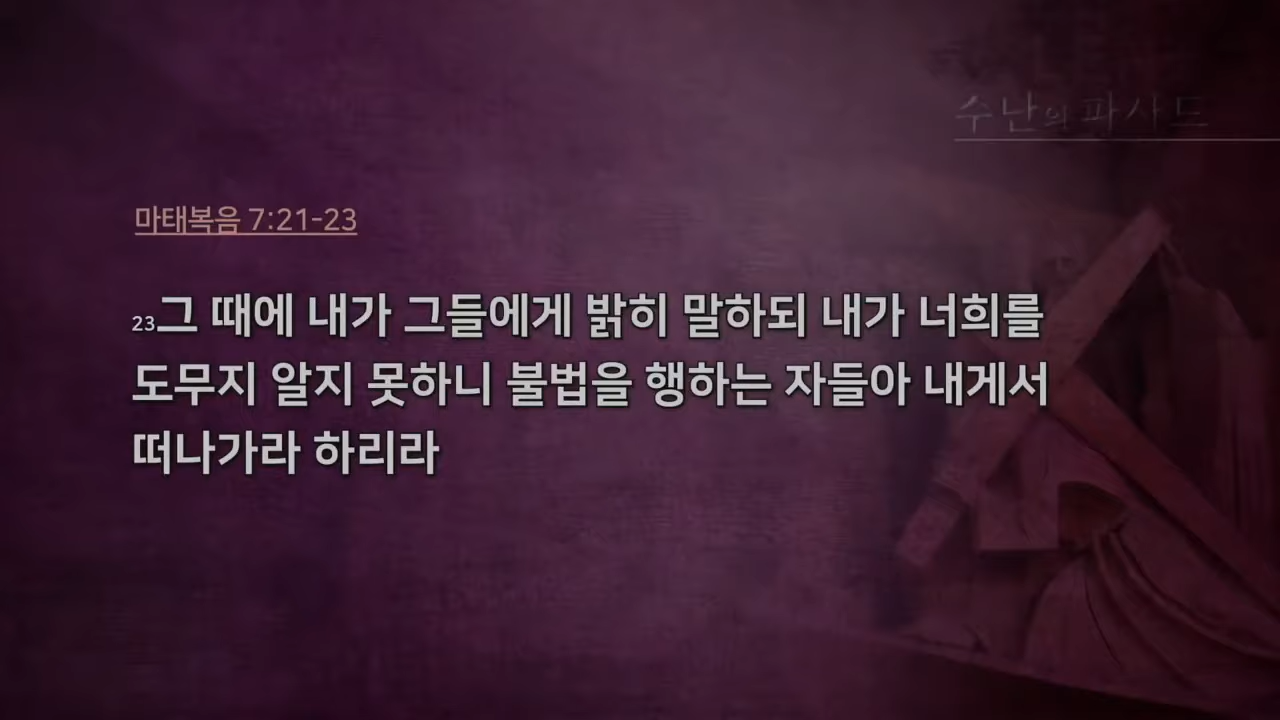 수난의 파사드
마태복음 7:21-23
23그 때에 내가 그들에게 밝히 말하되 내가 너희를
도무지 알지 못하니 불법을 행하는 자들아 내게서
떠나가라 하리라